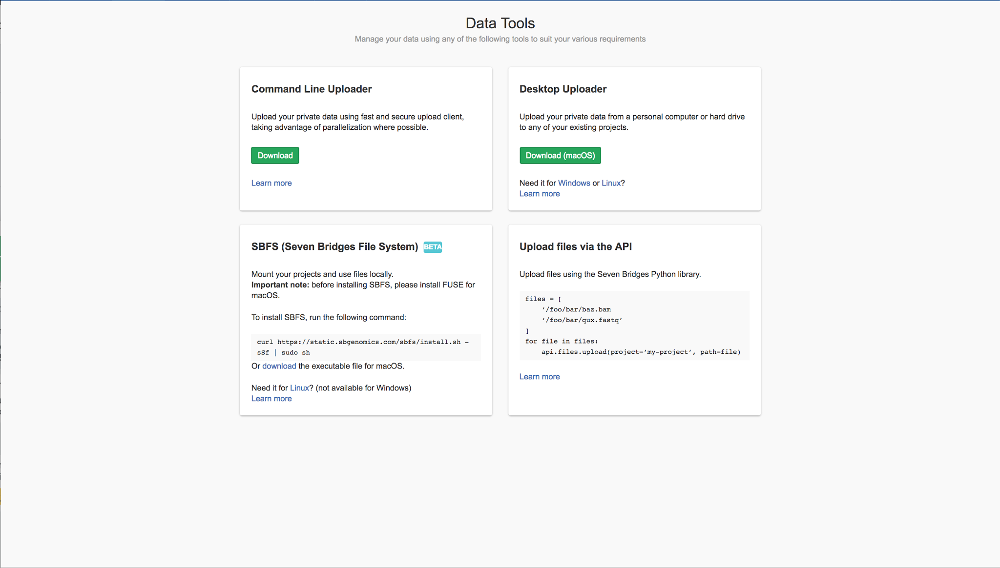 Data Tools
Manage your data using any of the following tools to suit your various requirements
Command Line Uploader
Upload your private data using fast and secure upload client,
taking advantage of parallelization where possible.
Download
Learn more
Desktop Uploader
Upload your private data from a personal computer or hard drive
to any of your existing projects.
Download (macOS)
Need it for Windows or Linux?
Learn more
SBFS (Seven Bridges File System) BETA
Mount your projects and use files locally.
Important note: before installing SBFS, please install FUSE for
macOS.
To install SBFS, run the following command:
curl https://static.sbgenomics.com/sbfs/install.sh -
sSf | sudo sh
Or download the executable file for macOS.
Need it for Linux? (not available for Windows)
Learn more
Upload files via the API
Upload files using the Seven Bridges Python library.
files = [
    ‘/foo/bar/baz.bam
    ‘/foo/bar/qux.fastq’
]
for file in files:
    api.files.upload(project=’my-project’, path=file)
Learn more